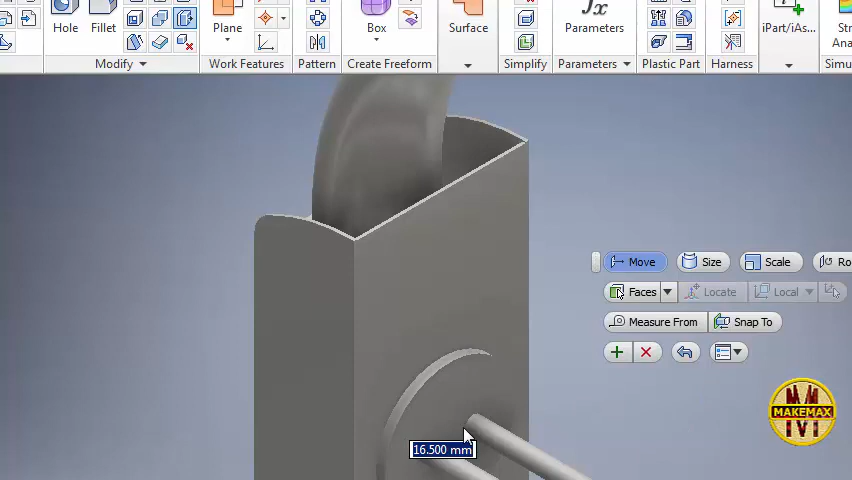 Hole
Fillet
Plane
Box
Surface
Parameters
iPart/iAs...
Modify
Work Features
Pattern
Create Freeform
Simplify
Parameters
Plastic Part
Harness
Move
Size
Scale
Faces
Locate
Local
Measure From
Snap To
16.500 mm
MAKEMAX